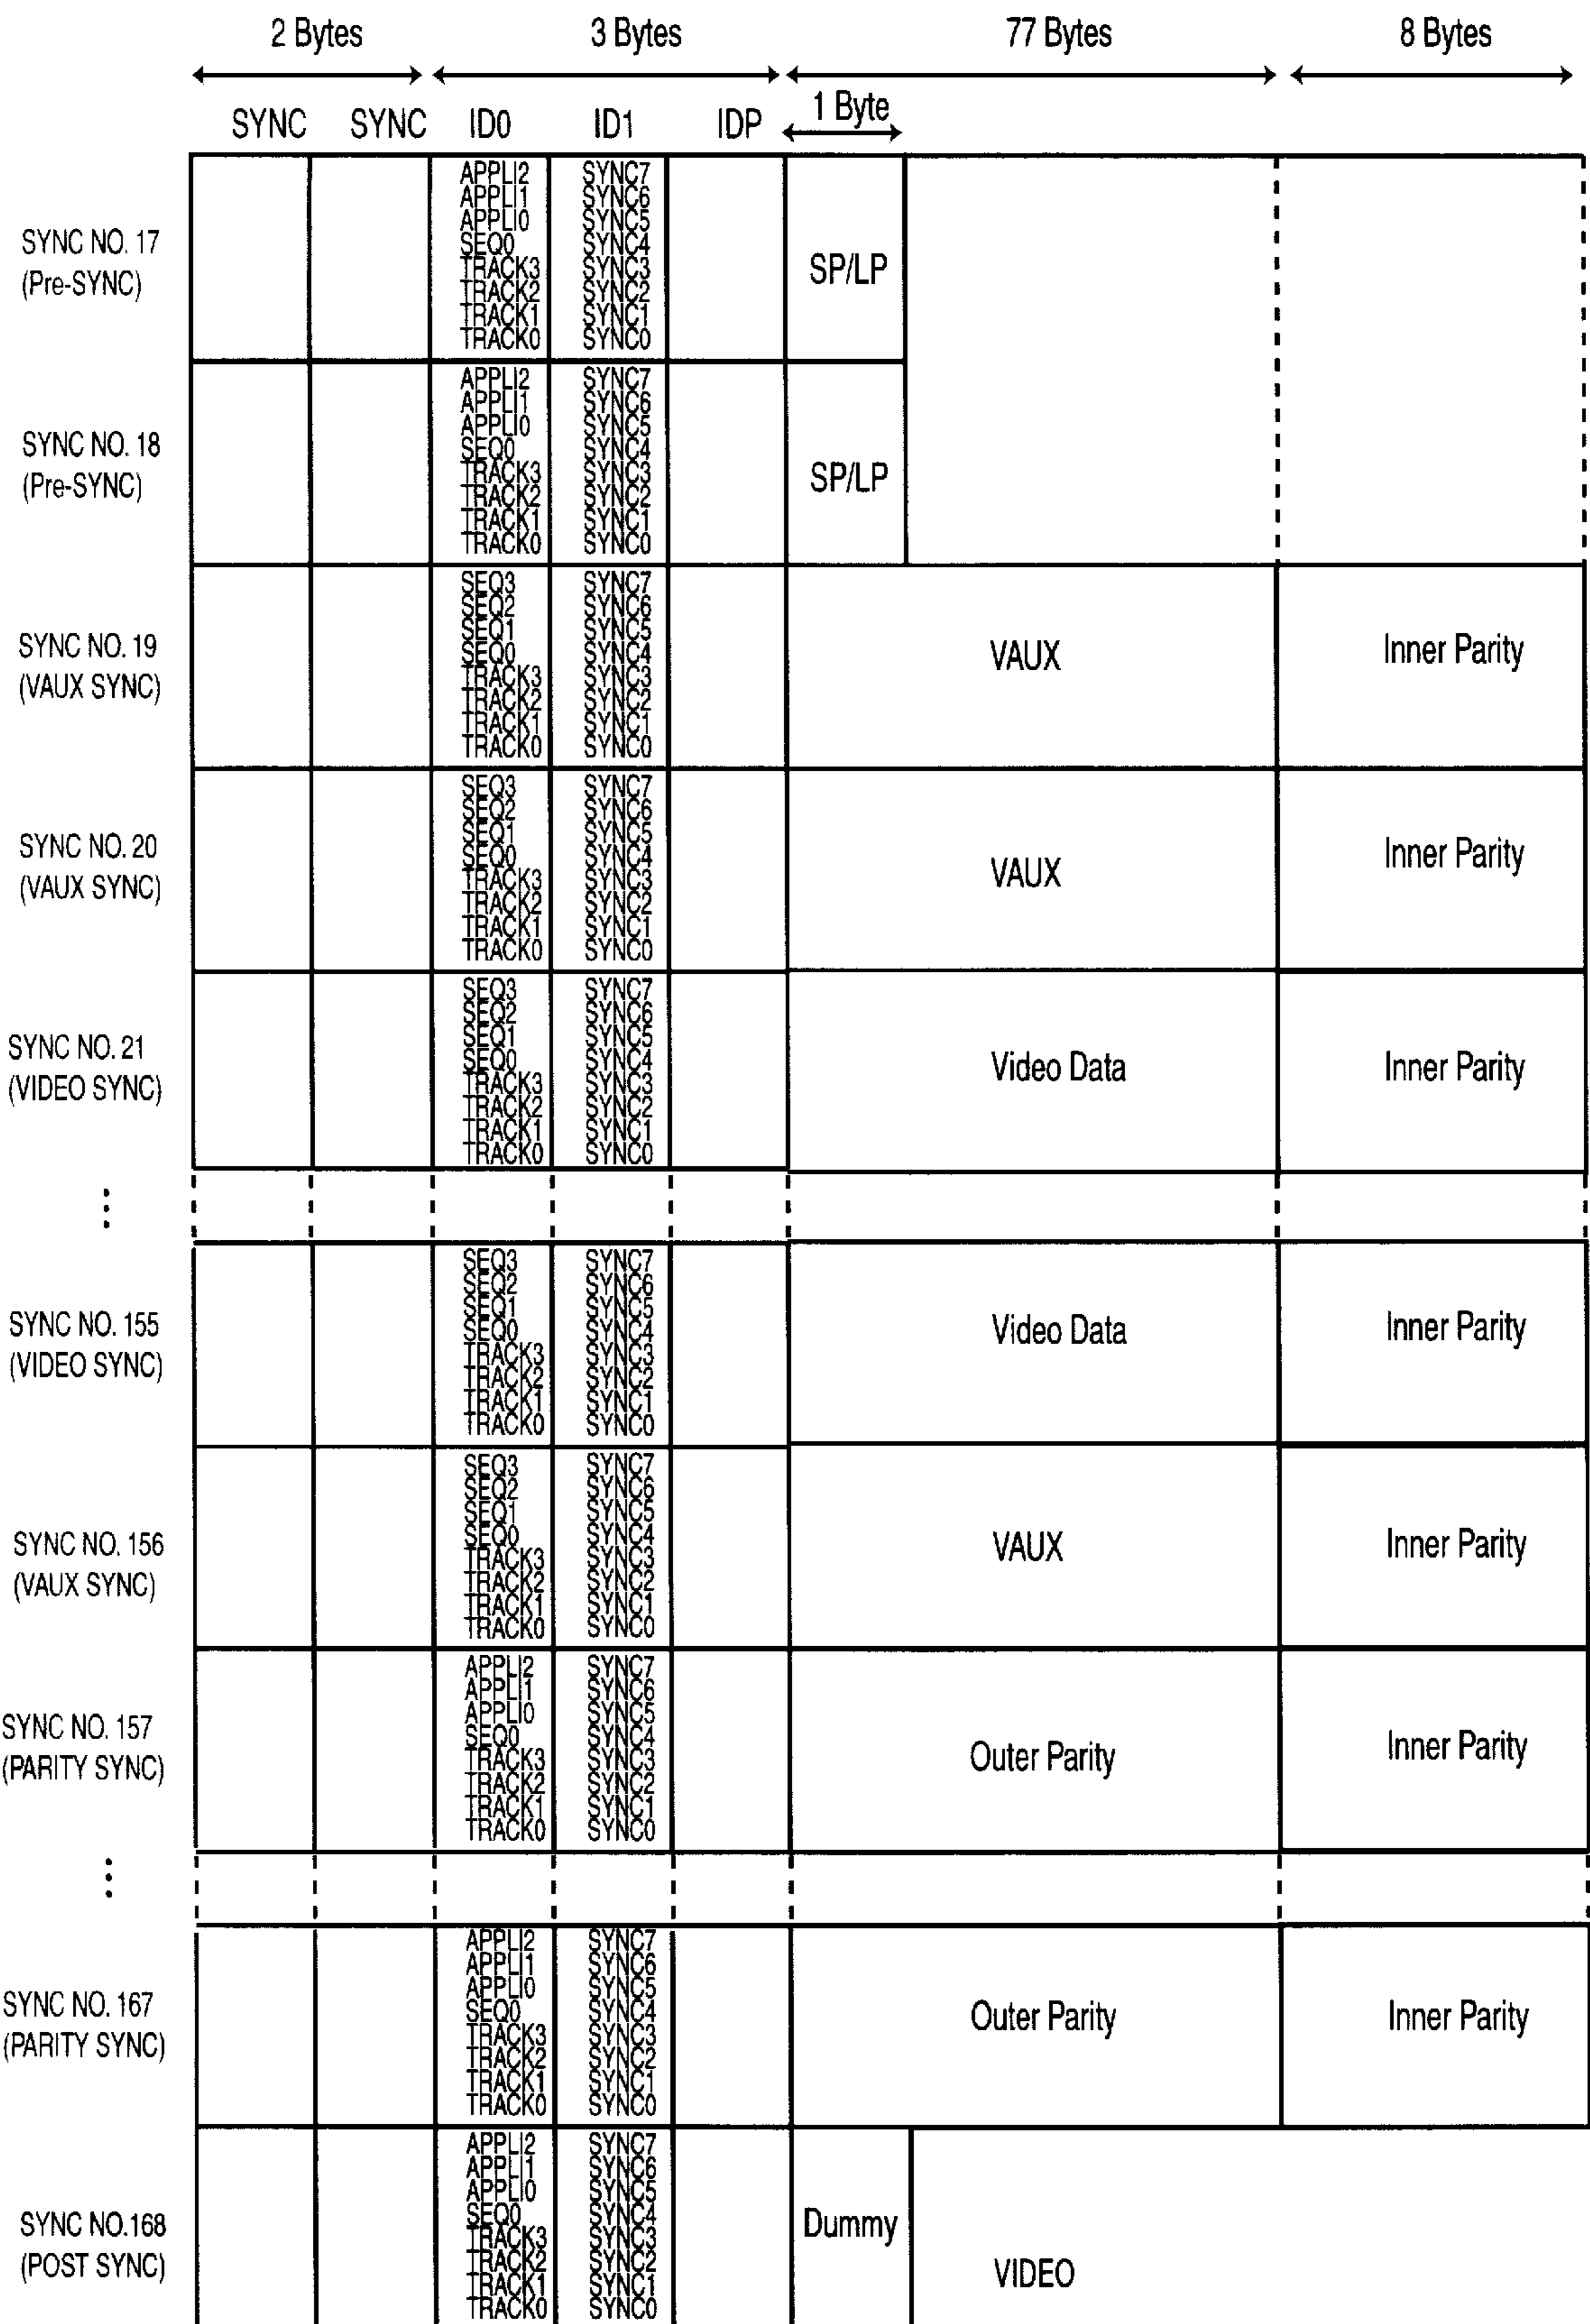 2 Bytes 3 Bytes 77 Bytes 8 Bytes
SYNC SYNC ID0 ID1 IDP 1 Byte
SYNC NO. 17
(Pre-SYNC)
APPLI2 SYNC7
APPLI1 SYNC6
APPLI0 SYNC5
SEQ0 SYNC4
TRACK3 SYNC3
TRACK2 SYNC2
TRACK1 SYNC1
TRACK0 SYNC0
SP/LP
SYNC NO. 18
(Pre-SYNC)
APPLI2 SYNC7
APPLI1 SYNC6
APPLI0 SYNC5
SEQ0 SYNC4
TRACK3 SYNC3
TRACK2 SYNC2
TRACK1 SYNC1
TRACK0 SYNC0
SP/LP
SYNC NO. 19
(VAUX SYNC)
SEQ3 SYNC7
SEQ2 SYNC6
SEQ1 SYNC5
SEQ0 SYNC4
TRACK3 SYNC3
TRACK2 SYNC2
TRACK1 SYNC1
TRACK0 SYNC0
VAUX Inner Parity
SYNC NO. 20
(VAUX SYNC)
SEQ3 SYNC7
SEQ2 SYNC6
SEQ1 SYNC5
SEQ0 SYNC4
TRACK3 SYNC3
TRACK2 SYNC2
TRACK1 SYNC1
TRACK0 SYNC0
VAUX Inner Parity
SYNC NO. 21
(VIDEO SYNC)
SEQ3 SYNC7
SEQ2 SYNC6
SEQ1 SYNC5
SEQ0 SYNC4
TRACK3 SYNC3
TRACK2 SYNC2
TRACK1 SYNC1
TRACK0 SYNC0
Video Data Inner Parity
SYNC NO. 155
(VIDEO SYNC)
SEQ3 SYNC7
SEQ2 SYNC6
SEQ1 SYNC5
SEQ0 SYNC4
TRACK3 SYNC3
TRACK2 SYNC2
TRACK1 SYNC1
TRACK0 SYNC0
Video Data Inner Parity
SYNC NO. 156
(VAUX SYNC)
SEQ3 SYNC7
SEQ2 SYNC6
SEQ1 SYNC5
SEQ0 SYNC4
TRACK3 SYNC3
TRACK2 SYNC2
TRACK1 SYNC1
TRACK0 SYNC0
VAUX Inner Parity
SYNC NO. 157
(PARITY SYNC)
APPLI2 SYNC7
APPLI1 SYNC6
APPLI0 SYNC5
SEQ0 SYNC4
TRACK3 SYNC3
TRACK2 SYNC2
TRACK1 SYNC1
TRACK0 SYNC0
Outer Parity Inner Parity
SYNC NO. 167
(PARITY SYNC)
APPLI2 SYNC7
APPLI1 SYNC6
APPLI0 SYNC5
SEQ0 SYNC4
TRACK3 SYNC3
TRACK2 SYNC2
TRACK1 SYNC1
TRACK0 SYNC0
Outer Parity Inner Parity
SYNC NO.168
(POST SYNC)
APPLI2 SYNC7
APPLI1 SYNC6
APPLI0 SYNC5
SEQ0 SYNC4
TRACK3 SYNC3
TRACK2 SYNC2
TRACK1 SYNC1
TRACK0 SYNC0
Dummy
VIDEO